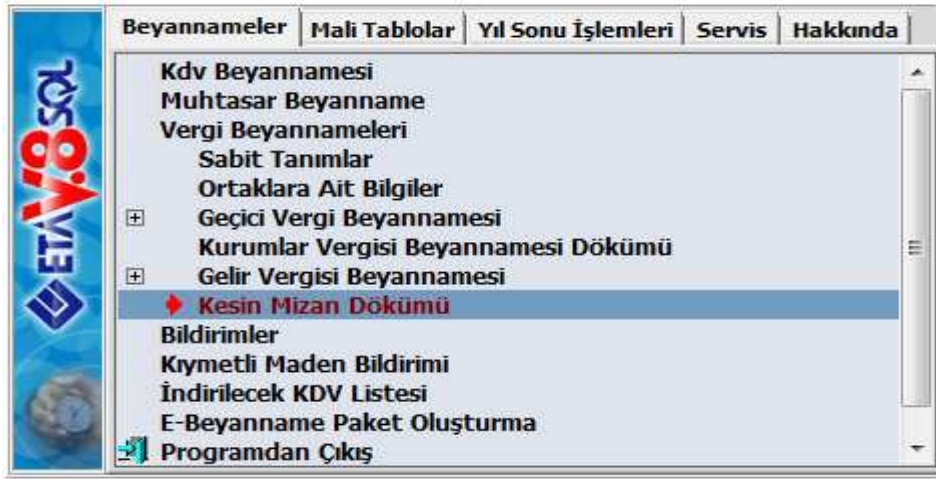 Beyannameler Mali Tablolar Yıl Sonu İşlemleri Servis Hakkında
ETA V.8 SQL
Kdv Beyannamesi
Muhtasar Beyanname
Vergi Beyannameleri
Sabit Tanımlar
Ortaklara Ait Bilgiler
Geçici Vergi Beyannamesi
Kurumlar Vergisi Beyannamesi Dökümü
Gelir Vergisi Beyannamesi
Kesin Mizan Dökümü
Bildirimler
Kıymetli Maden Bildirimi
İndirilecek KDV Listesi
E-Beyanname Paket Oluşturma
Programdan Çıkış